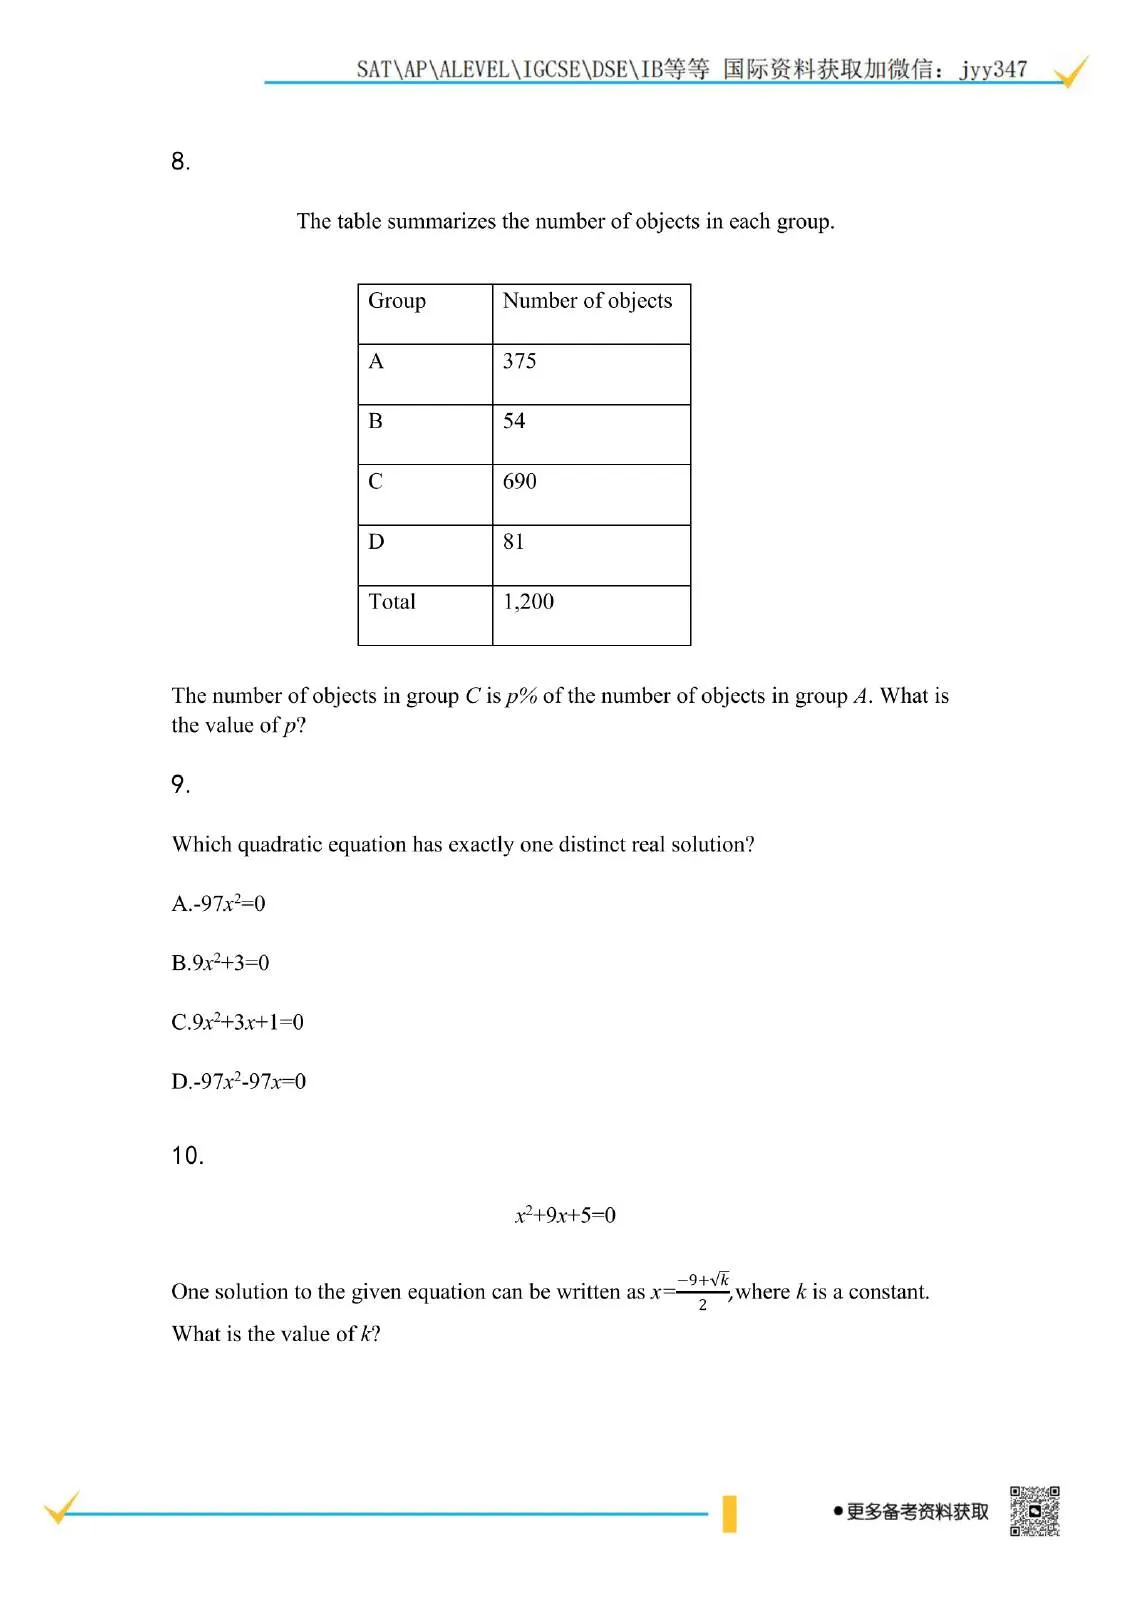 SAT\AP\ALEVEL\IGCSE\DSE\IB等等 国际资料获取加微信：jyy347
8.
The table summarizes the number of objects in each group.
Group Number of objects
A 375
B 54
C 690
D 81
Total 1,200
The number of objects in group C is p% of the number of objects in group A. What is
the value of p?
9.
Which quadratic equation has exactly one distinct real solution?
A.-97x²=0
B.9x²+3=0
C.9x²+3x+1=0
D.-97x²-97x=0
10.
x²+9x+5=0
One solution to the given equation can be written as x=(−9+√k)/2,where k is a constant.
What is the value of k?
●更多备考资料获取